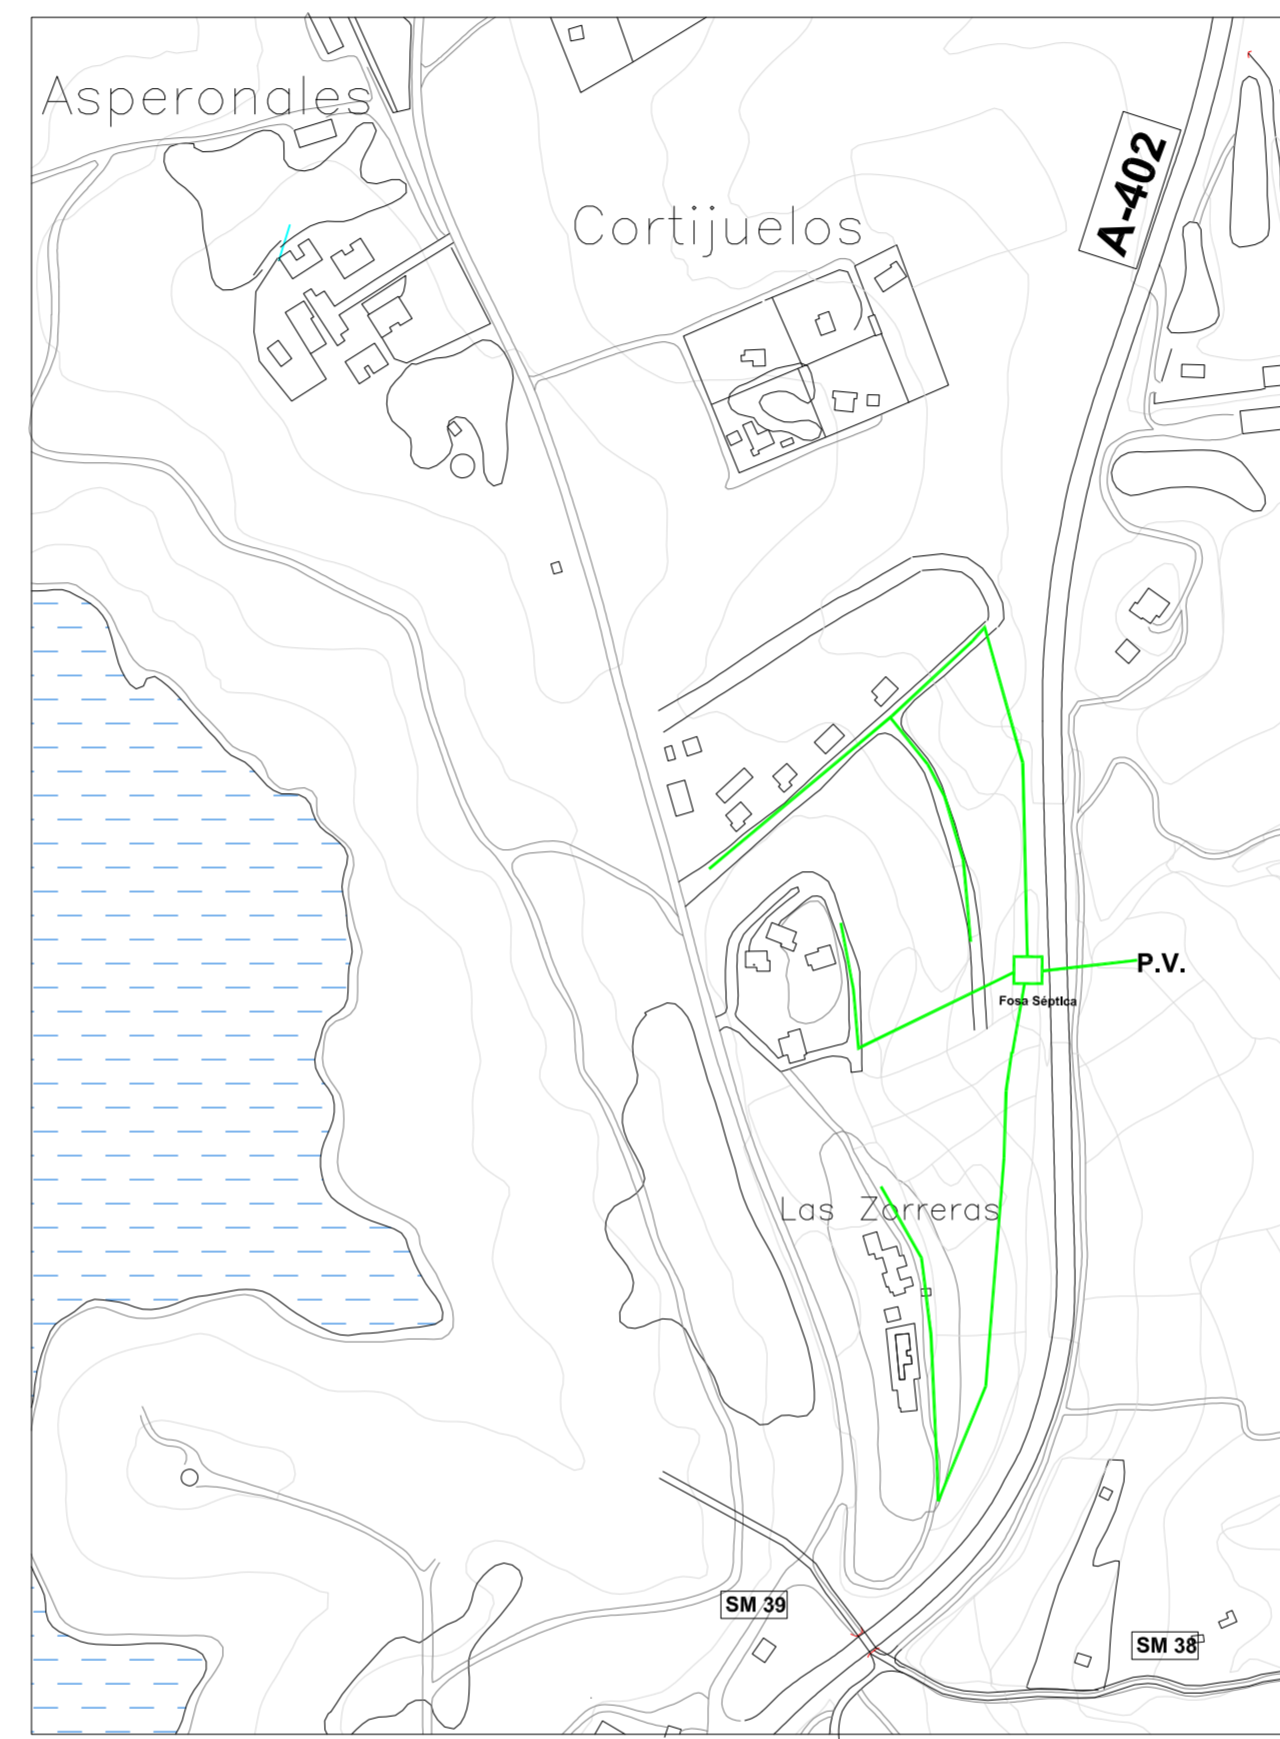 Asperonales
A-402
Cortijuelos
P.V.
Fosa Séptica
Las Zorreras
SM 39
SM 38